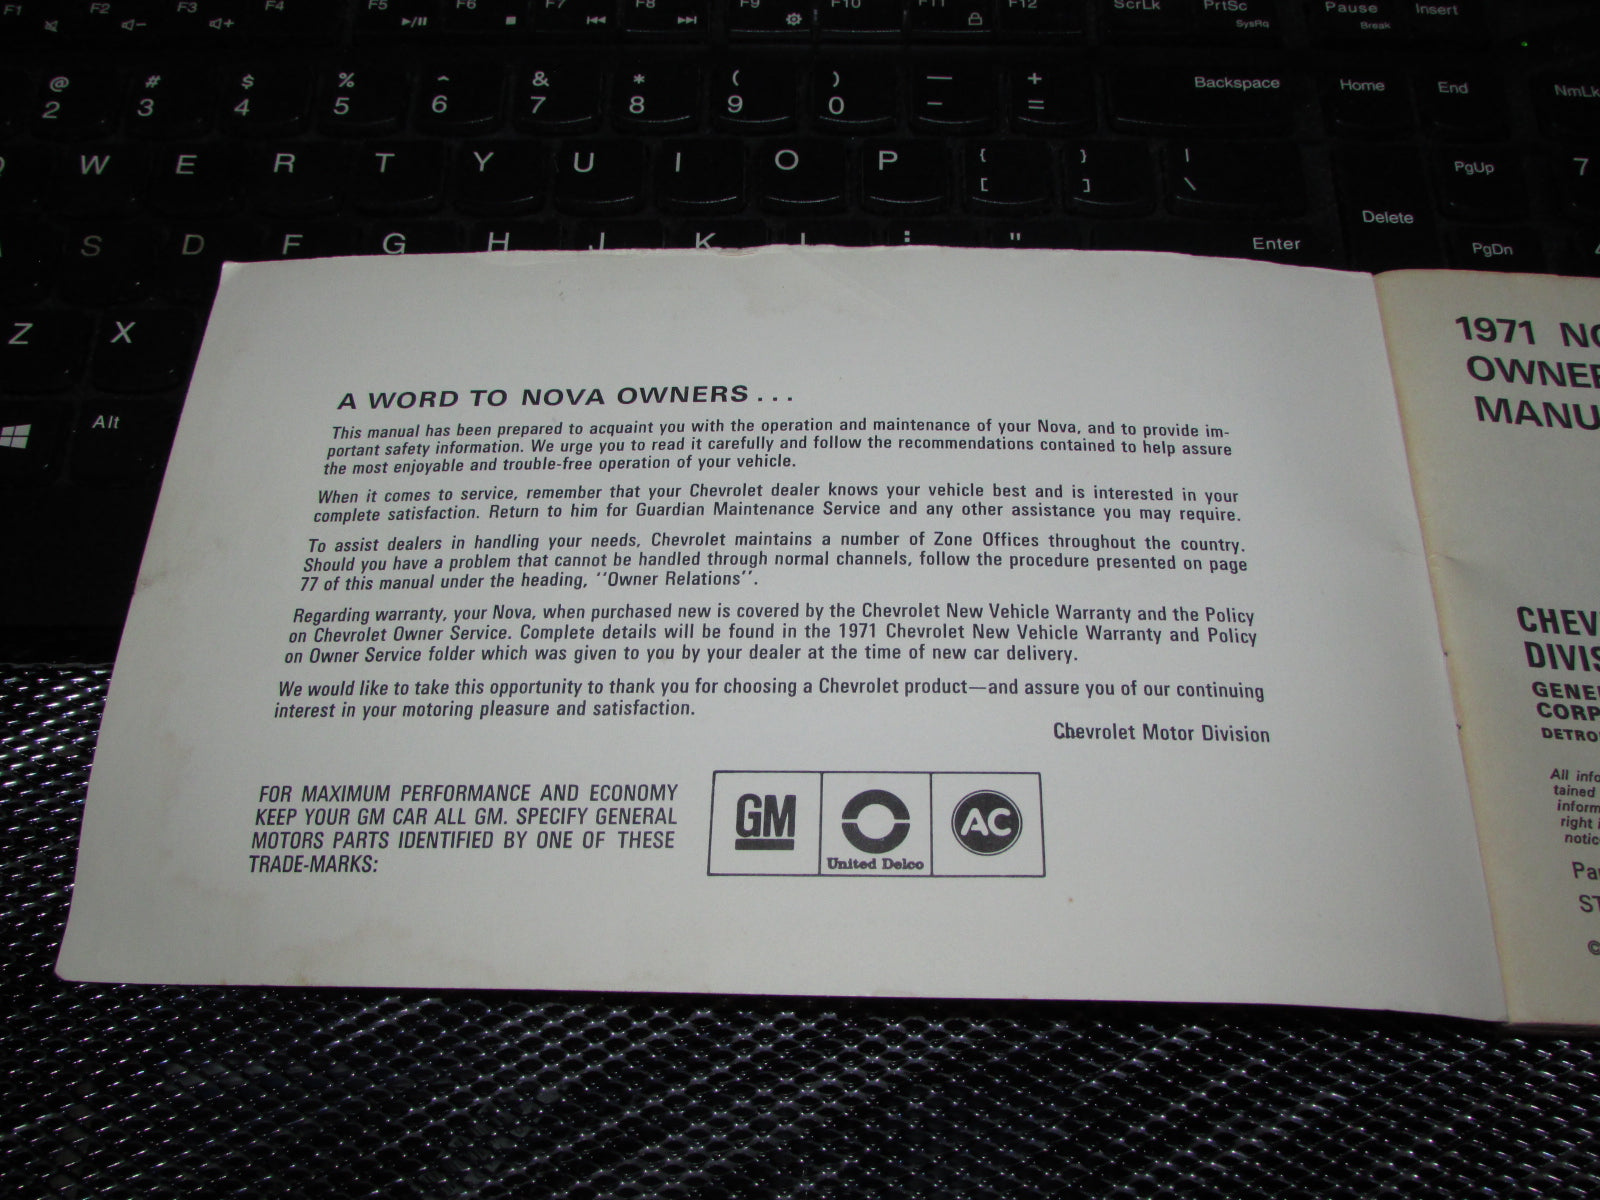 F1 F2 F3 F4 F5 F6 F7 F8 F9 F10 F11 F12 ScrLk PrtSc SysRq Pause Break Insert
@ # $ % ^ & * ( ) — + Backspace Home End NmLk
2 3 4 5 6 7 8 9 0 - =
W E R T Y U I O P { [ } ] | \ PgUp 7
Delete
S D F G H J K L : " Enter PgDn
Z X
Alt
A WORD TO NOVA OWNERS...
This manual has been prepared to acquaint you with the operation and maintenance of your Nova, and to provide im-
portant safety information. We urge you to read it carefully and follow the recommendations contained to help assure
the most enjoyable and trouble-free operation of your vehicle.
When it comes to service, remember that your Chevrolet dealer knows your vehicle best and is interested in your
complete satisfaction. Return to him for Guardian Maintenance Service and any other assistance you may require.
To assist dealers in handling your needs, Chevrolet maintains a number of Zone Offices throughout the country.
Should you have a problem that cannot be handled through normal channels, follow the procedure presented on page
77 of this manual under the heading, "Owner Relations".
Regarding warranty, your Nova, when purchased new is covered by the Chevrolet New Vehicle Warranty and the Policy
on Chevrolet Owner Service. Complete details will be found in the 1971 Chevrolet New Vehicle Warranty and Policy
on Owner Service folder which was given to you by your dealer at the time of new car delivery.
We would like to take this opportunity to thank you for choosing a Chevrolet product—and assure you of our continuing
interest in your motoring pleasure and satisfaction.
Chevrolet Motor Division
FOR MAXIMUM PERFORMANCE AND ECONOMY
KEEP YOUR GM CAR ALL GM. SPECIFY GENERAL
MOTORS PARTS IDENTIFIED BY ONE OF THESE
TRADE-MARKS:
GM
United Delco
AC
1971 NO
OWNER
MANU
CHEV
DIVIS
GENE
CORP
DETRO
All info
tained
inform
right i
notic
Pa
ST
©